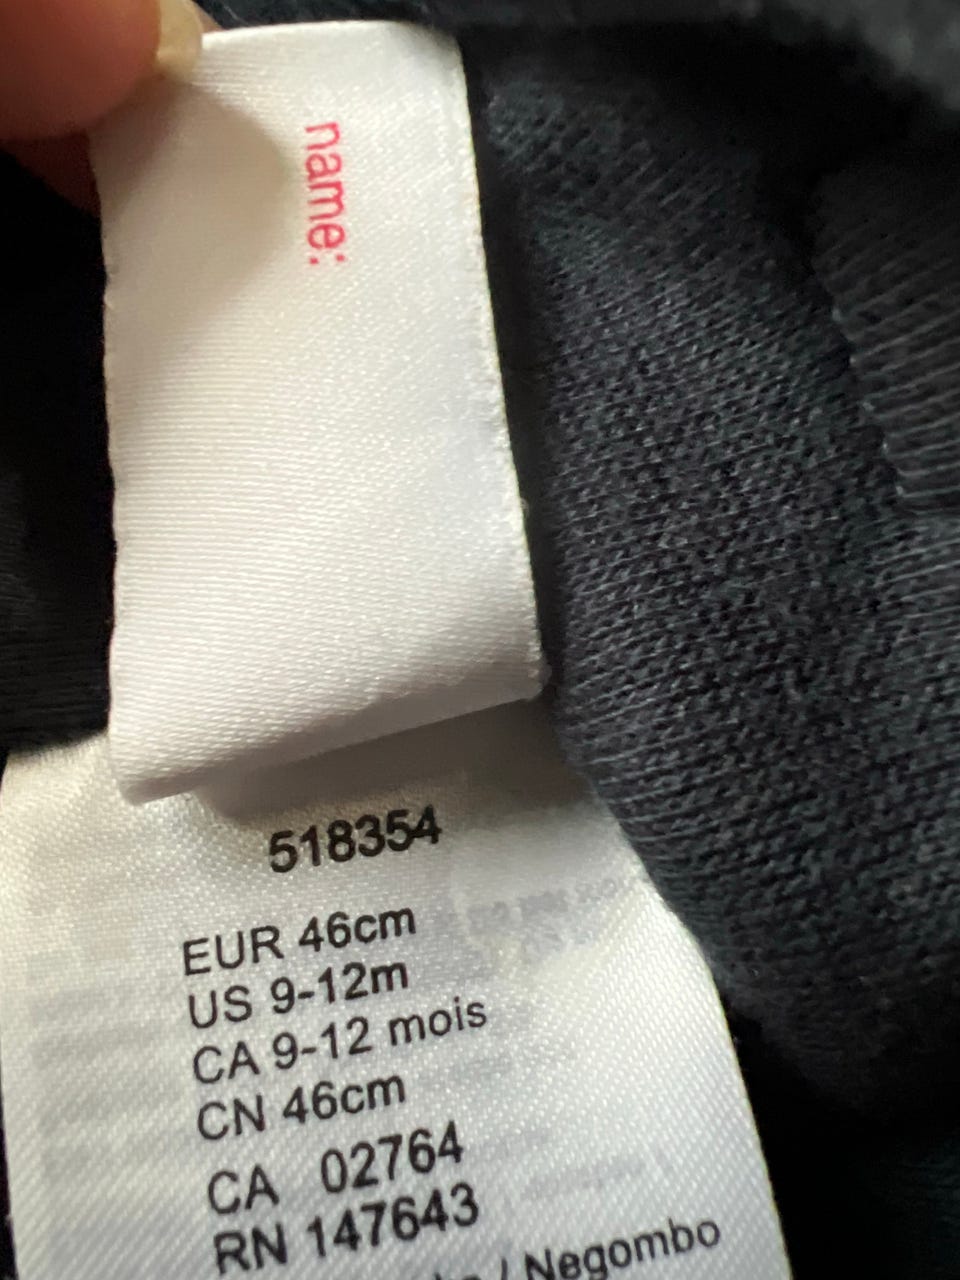 name:
518354
EUR 46cm
US 9-12m
CA 9-12 mois
CN 46cm
CA 02764
RN 147643
/ Negombo